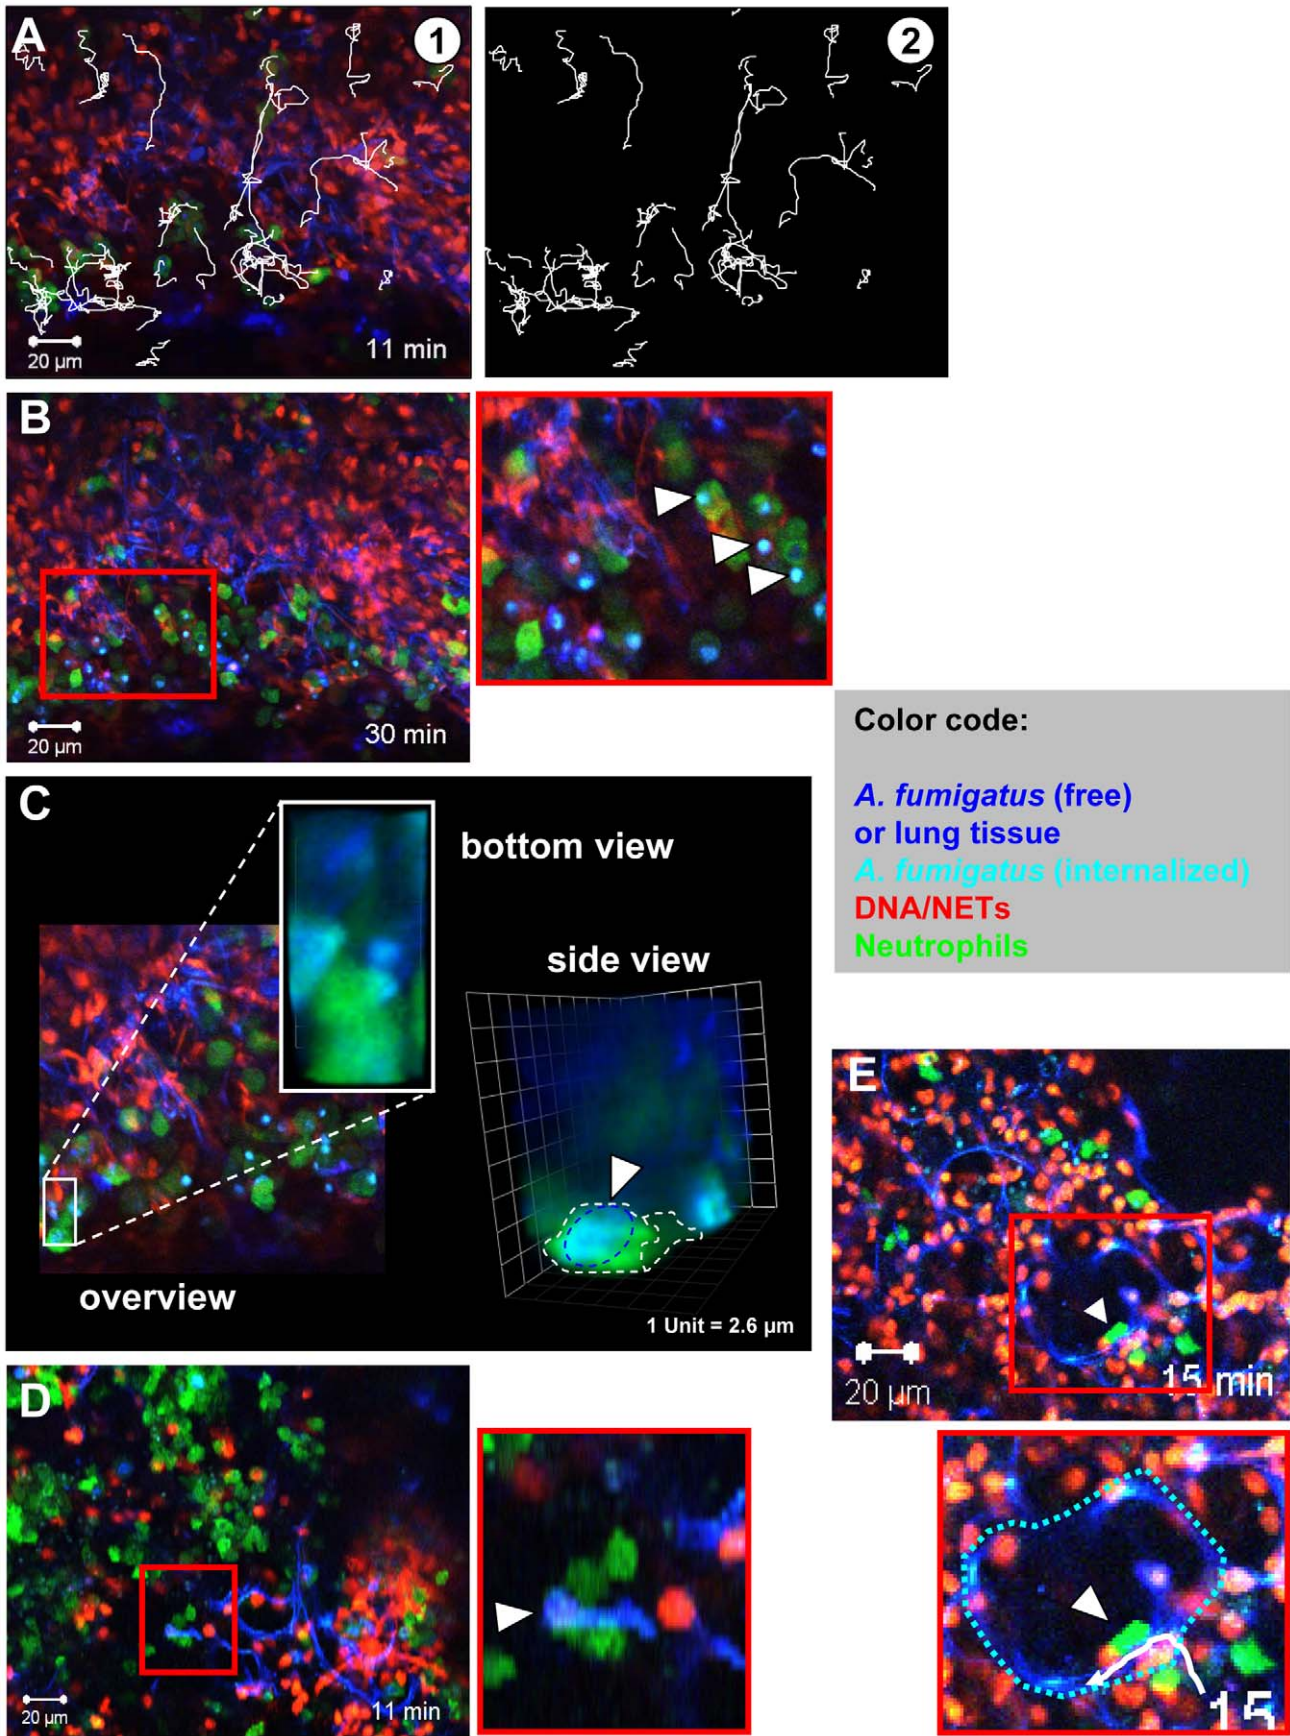 A
1
2
20 µm
11 min
B
20 µm
30 min
Color code:
A. fumigatus (free)
or lung tissue
A. fumigatus (internalized)
DNA/NETs
Neutrophils
C
bottom view
side view
overview
1 Unit = 2.6 µm
D
20 µm
11 min
E
20 µm
15 min
15